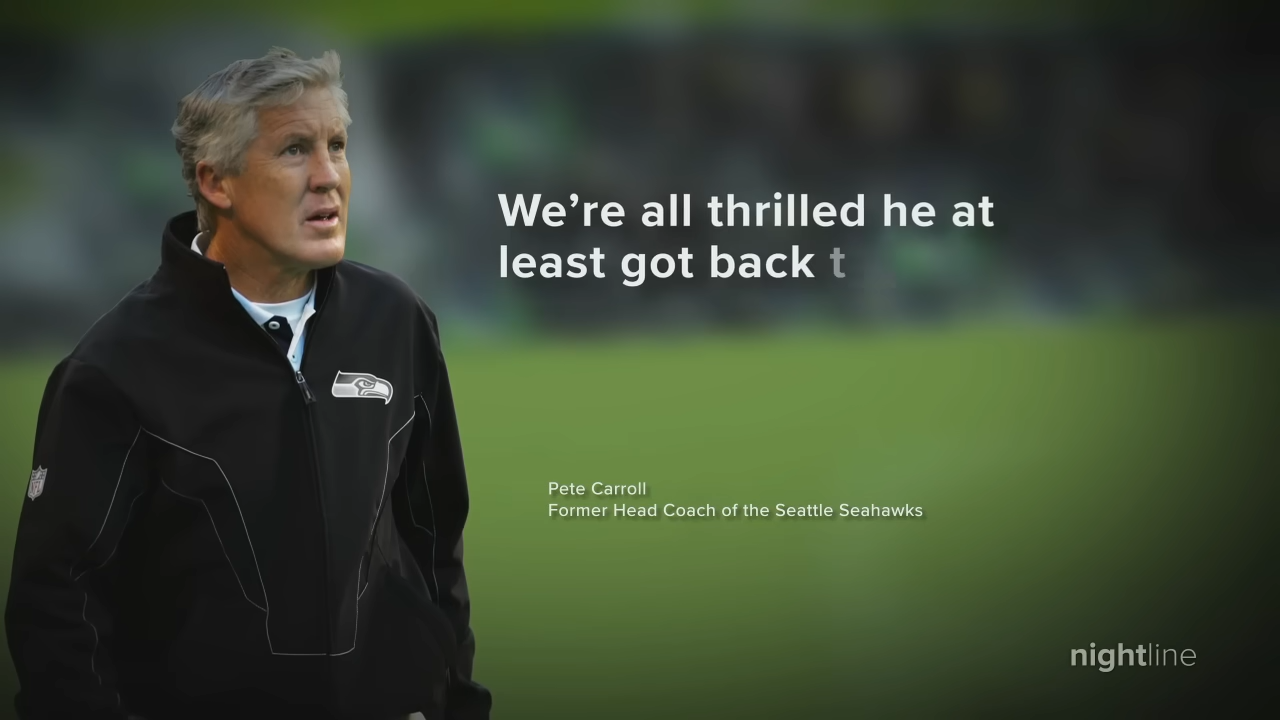 We're all thrilled he at
least got back t
Pete Carroll
Former Head Coach of the Seattle Seahawks
nightline